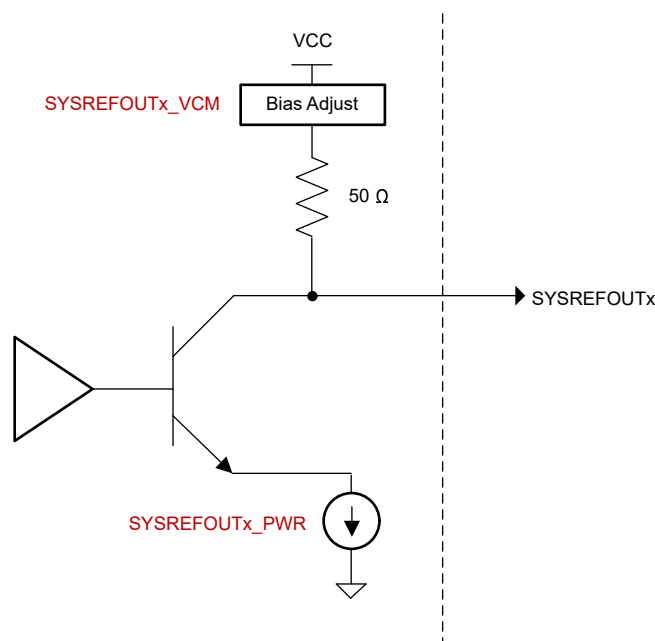 VCC
SYSREFOUTx_VCM
Bias Adjust
50 Ω
SYSREFOUTx
SYSREFOUTx_PWR